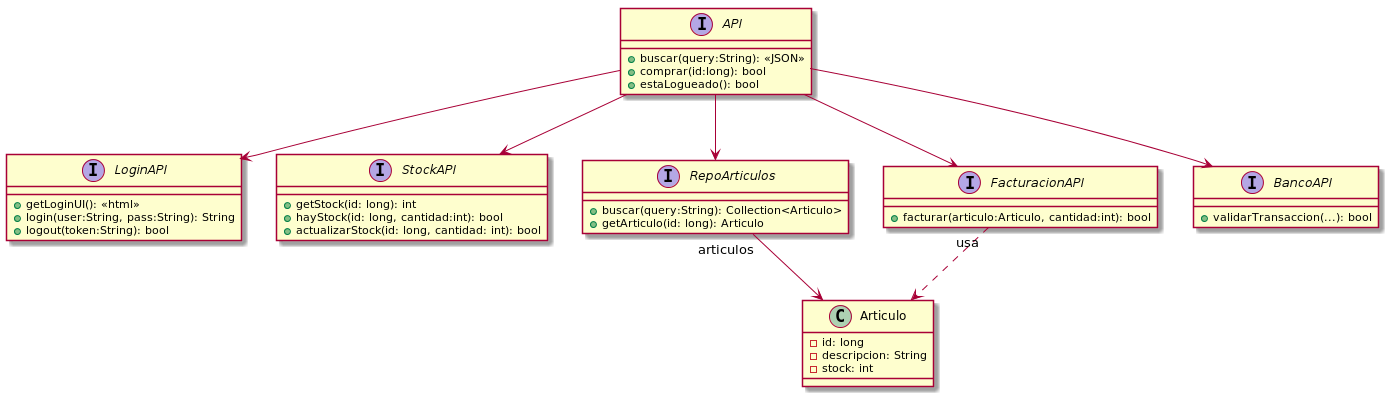 I API
buscar(query:String): «JSON»
comprar(id:long): bool
estaLogueado(): bool
I LoginAPI
getLoginUI(): «html»
login(user:String, pass:String): String
logout(token:String): bool
I StockAPI
getStock(id: long): int
hayStock(id: long, cantidad:int): bool
actualizarStock(id: long, cantidad: int): bool
I RepoArticulos
buscar(query:String): Collection<Articulo>
getArticulo(id: long): Articulo
I FacturacionAPI
facturar(articulo:Articulo, cantidad:int): bool
I BancoAPI
validarTransaccion(...): bool
articulos
usa
C Articulo
id: long
descripcion: String
stock: int